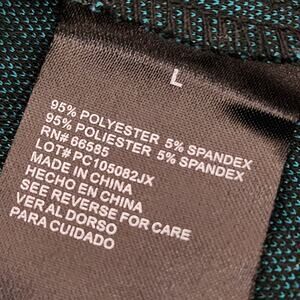 L
95% POLYESTER 5% SPANDEX
95% POLIESTER 5% SPANDEX
RN# 66585
LOT# PC105082JX
MADE IN CHINA
HECHO EN CHINA
SEE REVERSE FOR CARE
VER AL DORSO
PARA CUIDADO